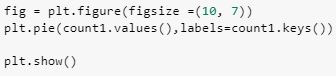 fig = plt.figure(figsize =(10, 7))
plt.pie(count1.values(),labels=count1.keys())
plt.show()